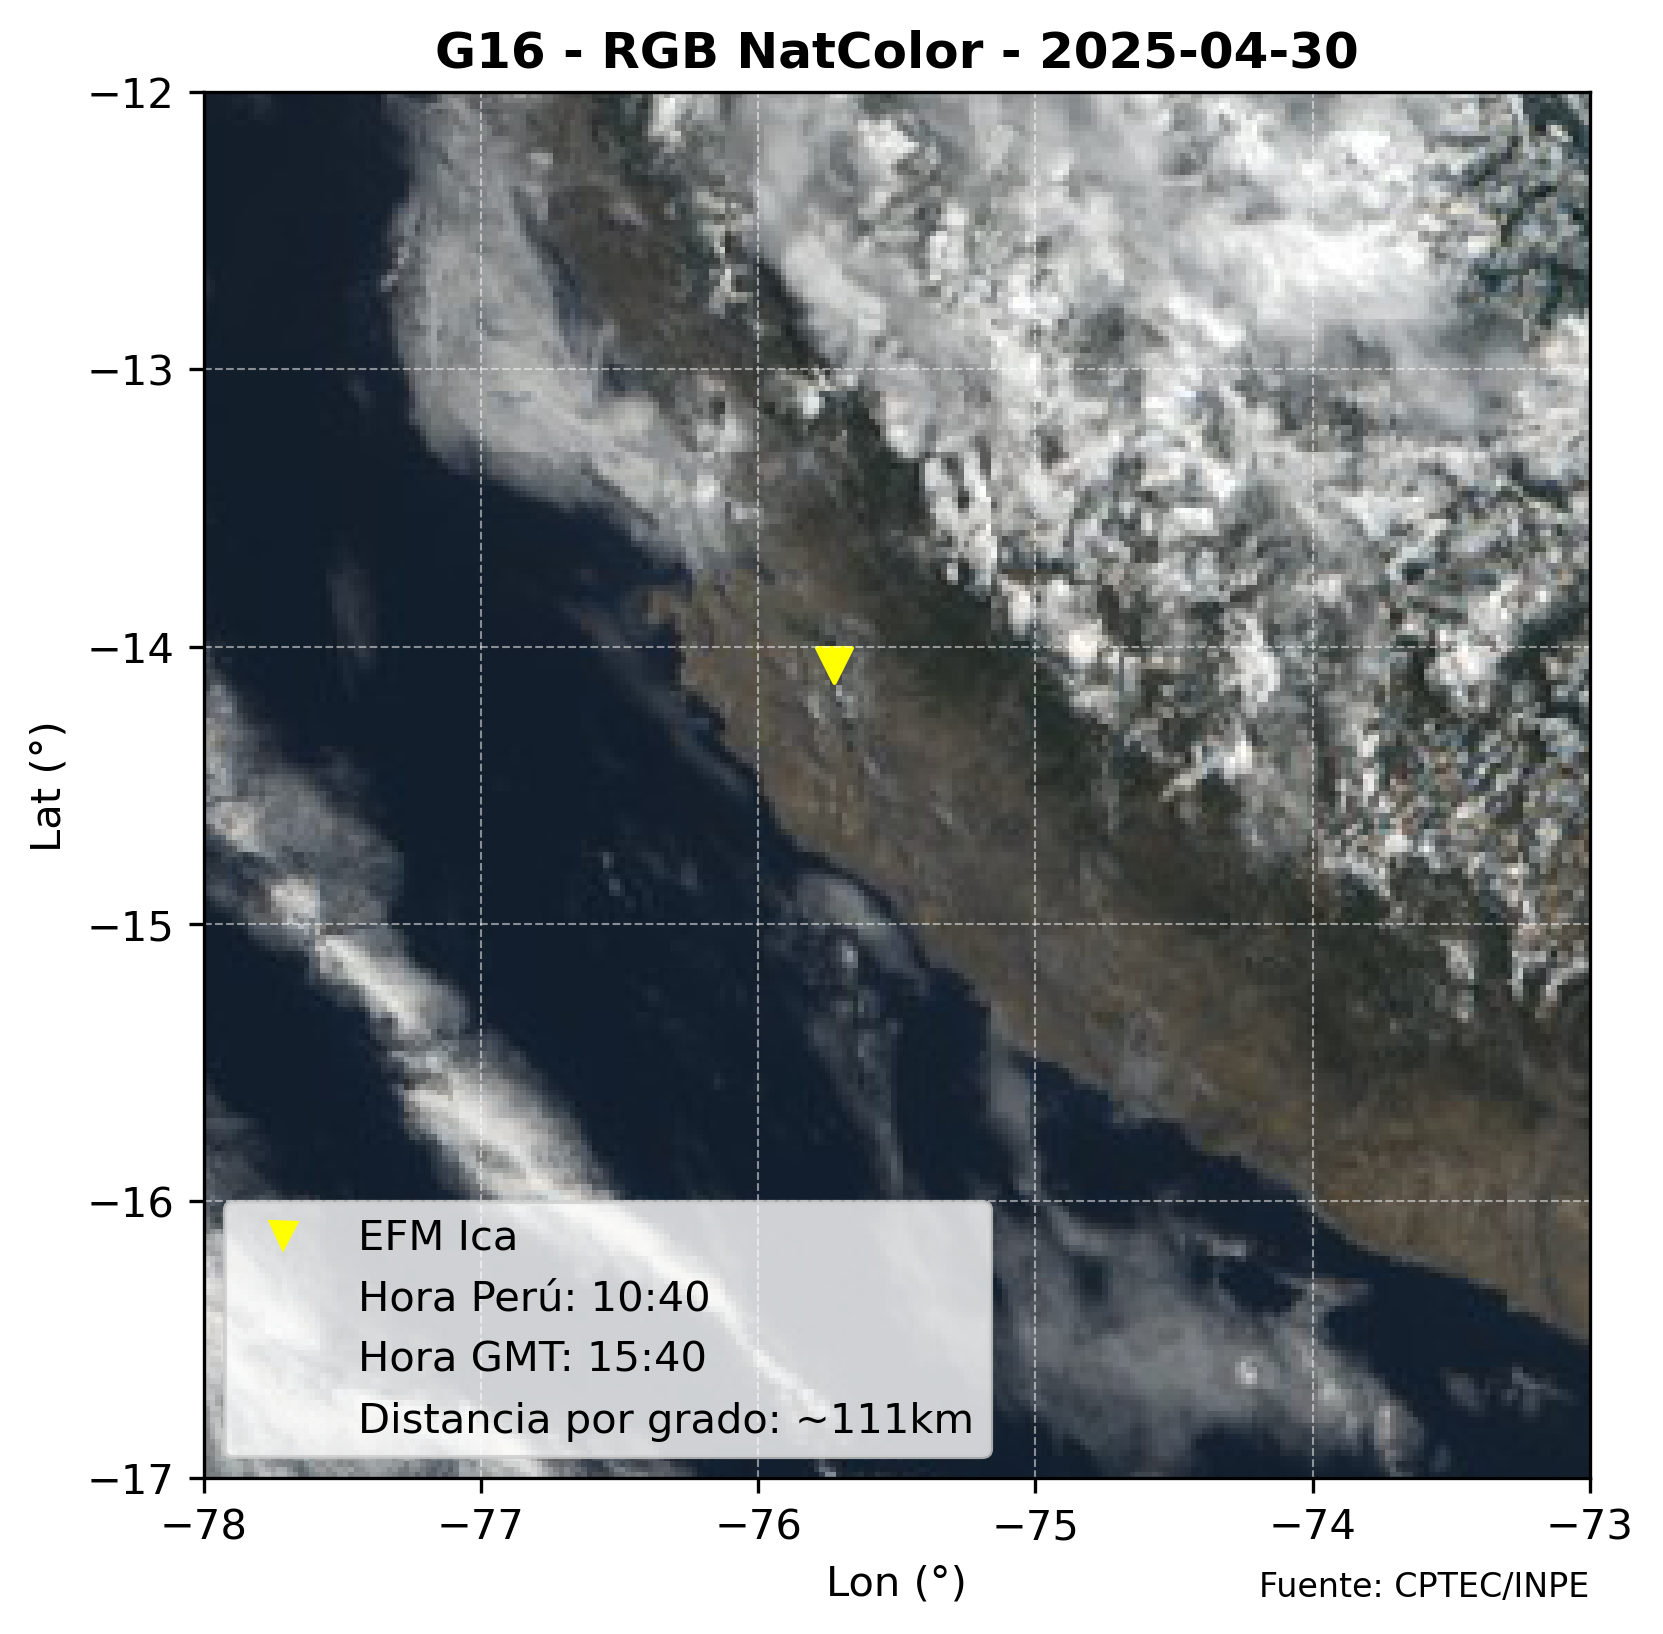 G16 - RGB NatColor - 2025-04-30
−12
−13
−14
−15
−16
−17
Lat (°)
EFM Ica
Hora Perú: 10:40
Hora GMT: 15:40
Distancia por grado: ~111km
−78 −77 −76 −75 −74 −73
Lon (°)
Fuente: CPTEC/INPE